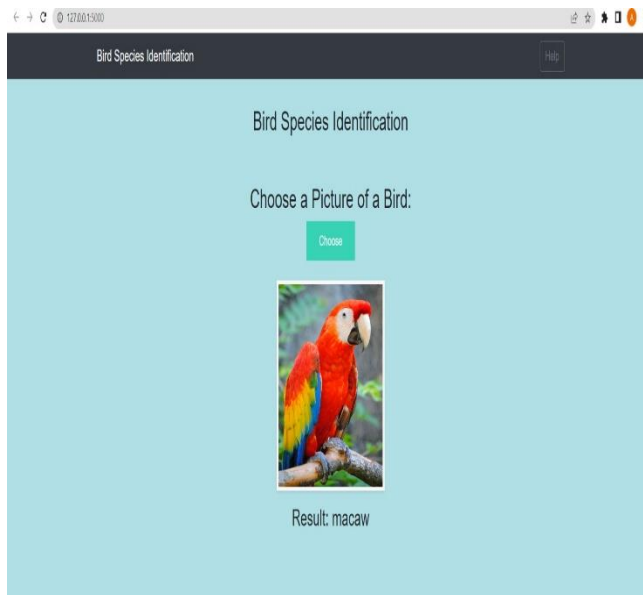 127.0.0.1:5000
Bird Species Identification
Help
Bird Species Identification
Choose a Picture of a Bird:
Choose
Result: macaw